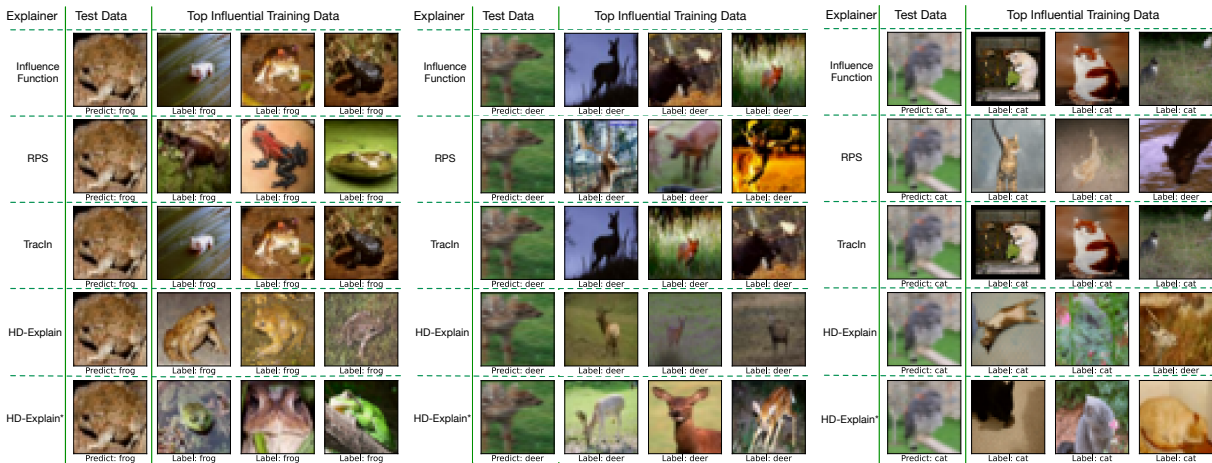 Explainer Test Data Top Influential Training Data
Influence
Function
Predict: frog Label: frog Label: frog Label: frog
RPS
Predict: frog Label: frog Label: frog Label: frog
TracIn
Predict: frog Label: frog Label: frog Label: frog
HD-Explain
Predict: frog Label: frog Label: frog Label: frog
HD-Explain*
Predict: frog Label: frog Label: frog Label: frog
Explainer Test Data Top Influential Training Data
Influence
Function
Predict: deer Label: deer Label: deer Label: deer
RPS
Predict: deer Label: deer Label: deer Label: deer
TracIn
Predict: deer Label: deer Label: deer Label: deer
HD-Explain
Predict: deer Label: deer Label: deer Label: deer
HD-Explain*
Predict: deer Label: deer Label: deer Label: deer
Explainer Test Data Top Influential Training Data
Influence
Function
Predict: cat Label: cat Label: cat Label: cat
RPS
Predict: cat Label: cat Label: cat Label: deer
TracIn
Predict: cat Label: cat Label: cat Label: cat
HD-Explain
Predict: cat Label: cat Label: cat Label: deer
HD-Explain*
Predict: cat Label: cat Label: cat Label: cat